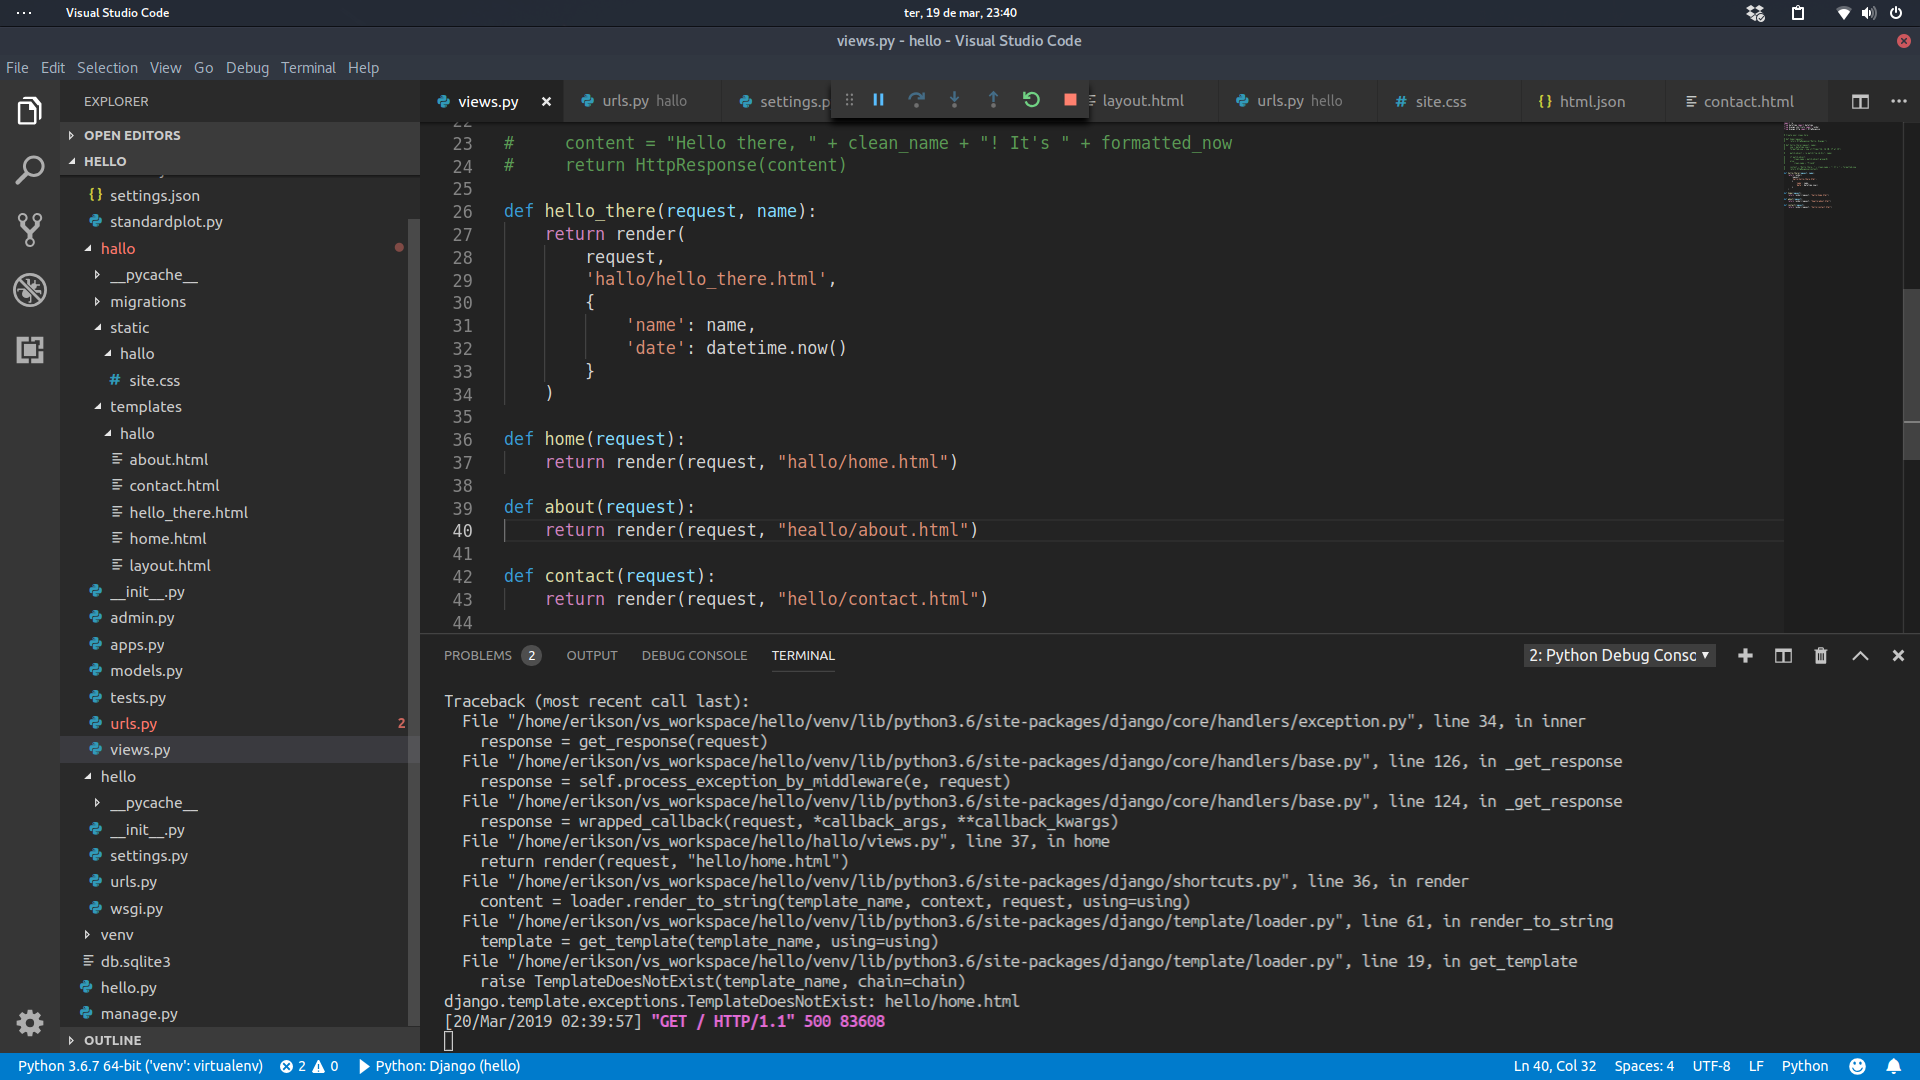 Visual Studio Code
ter, 19 de mar, 23:40
views.py - hello - Visual Studio Code
File Edit Selection View Go Debug Terminal Help
EXPLORER
OPEN EDITORS
HELLO
{} settings.json
standardplot.py
hallo
__pycache__
migrations
static
hallo
# site.css
templates
hallo
about.html
contact.html
hello_there.html
home.html
layout.html
__init__.py
admin.py
apps.py
models.py
tests.py
urls.py 2
views.py
hello
__pycache__
__init__.py
settings.py
urls.py
wsgi.py
venv
db.sqlite3
hello.py
manage.py
OUTLINE
views.py × urls.py hallo settings.p layout.html urls.py hello # site.css {} html.json contact.html
22
23 #     content = "Hello there, " + clean_name + "! It's " + formatted_now
24 #     return HttpResponse(content)
25
26 def hello_there(request, name):
27     return render(
28         request,
29         'hallo/hello_there.html',
30         {
31             'name': name,
32             'date': datetime.now()
33         }
34     )
35
36 def home(request):
37     return render(request, "hallo/home.html")
38
39 def about(request):
40     return render(request, "heallo/about.html")
41
42 def contact(request):
43     return render(request, "hello/contact.html")
44
PROBLEMS 2 OUTPUT DEBUG CONSOLE TERMINAL 2: Python Debug Consc
Traceback (most recent call last):
  File "/home/erikson/vs_workspace/hello/venv/lib/python3.6/site-packages/django/core/handlers/exception.py", line 34, in inner
    response = get_response(request)
  File "/home/erikson/vs_workspace/hello/venv/lib/python3.6/site-packages/django/core/handlers/base.py", line 126, in _get_response
    response = self.process_exception_by_middleware(e, request)
  File "/home/erikson/vs_workspace/hello/venv/lib/python3.6/site-packages/django/core/handlers/base.py", line 124, in _get_response
    response = wrapped_callback(request, *callback_args, **callback_kwargs)
  File "/home/erikson/vs_workspace/hello/hallo/views.py", line 37, in home
    return render(request, "hello/home.html")
  File "/home/erikson/vs_workspace/hello/venv/lib/python3.6/site-packages/django/shortcuts.py", line 36, in render
    content = loader.render_to_string(template_name, context, request, using=using)
  File "/home/erikson/vs_workspace/hello/venv/lib/python3.6/site-packages/django/template/loader.py", line 61, in render_to_string
    template = get_template(template_name, using=using)
  File "/home/erikson/vs_workspace/hello/venv/lib/python3.6/site-packages/django/template/loader.py", line 19, in get_template
    raise TemplateDoesNotExist(template_name, chain=chain)
django.template.exceptions.TemplateDoesNotExist: hello/home.html
[20/Mar/2019 02:39:57] "GET / HTTP/1.1" 500 83608
Python 3.6.7 64-bit ('venv': virtualenv) 2 0 Python: Django (hello) Ln 40, Col 32 Spaces: 4 UTF-8 LF Python